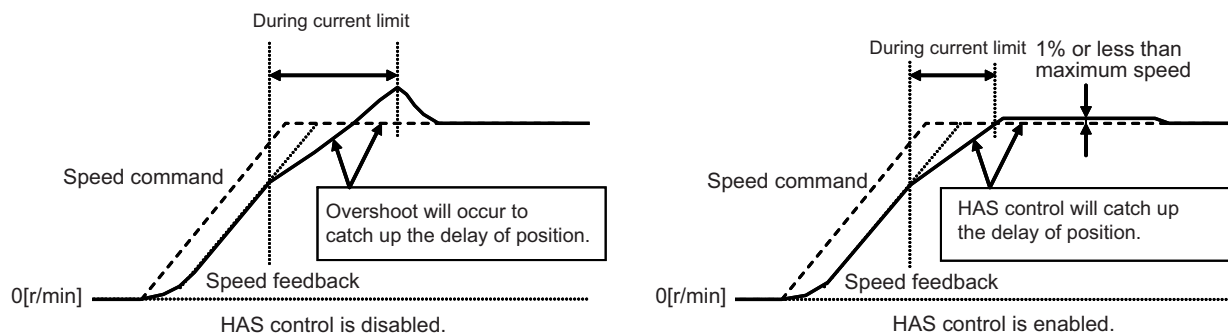 During current limit
Speed command
Overshoot will occur to
catch up the delay of position.
Speed feedback
0[r/min]
HAS control is disabled.
During current limit
1% or less than
maximum speed
Speed command
HAS control will catch up
the delay of position.
Speed feedback
0[r/min]
HAS control is enabled.